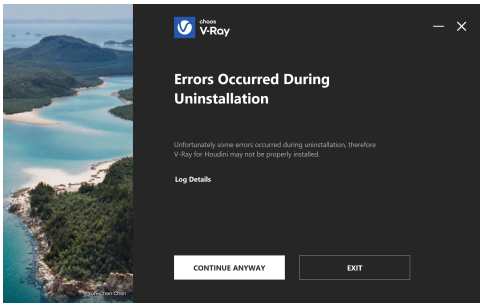 chaos
V-Ray
Errors Occurred During
Uninstallation
Unfortunately some errors occurred during uninstallation, therefore
V-Ray for Houdini may not be properly installed.
Log Details
CONTINUE ANYWAY
EXIT